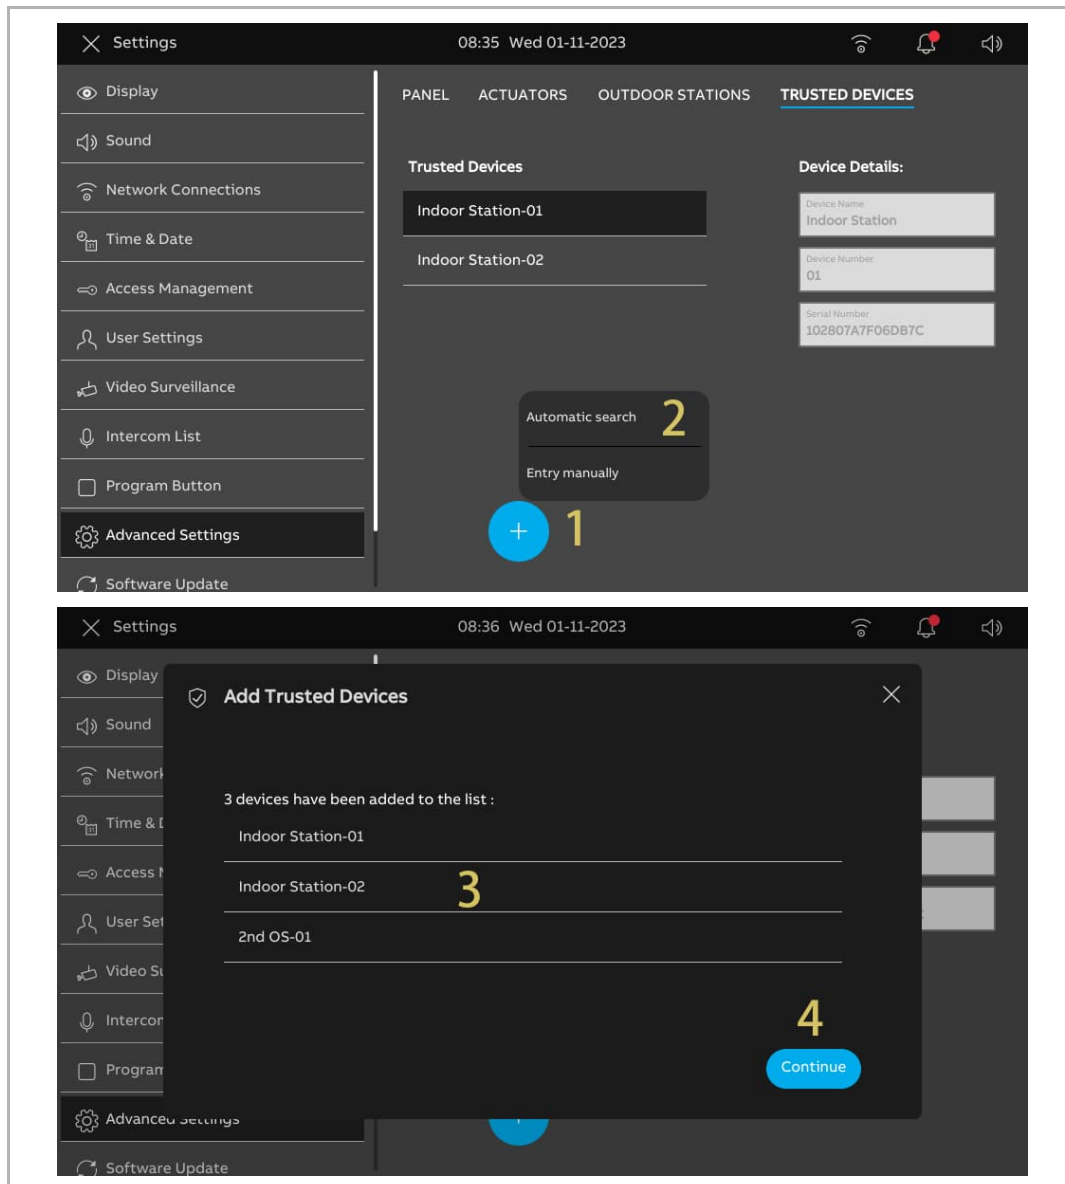 Settings
08:35 Wed 01-11-2023
Display
Sound
Network Connections
Time & Date
Access Management
User Settings
Video Surveillance
Intercom List
Program Button
Advanced Settings
Software Update
PANEL ACTUATORS OUTDOOR STATIONS TRUSTED DEVICES
Trusted Devices
Indoor Station-01
Indoor Station-02
Device Details:
Device Name
Indoor Station
Device Number
01
Serial Number
102807A7F06DB7C
Automatic search 2
Entry manually
+ 1
Settings
08:36 Wed 01-11-2023
Display
Sound
Network
Time & D
Access M
User Set
Video Su
Intercom
Program
Advanced Settings
Software Update
Add Trusted Devices
3 devices have been added to the list :
Indoor Station-01
Indoor Station-02
3
2nd OS-01
4
Continue